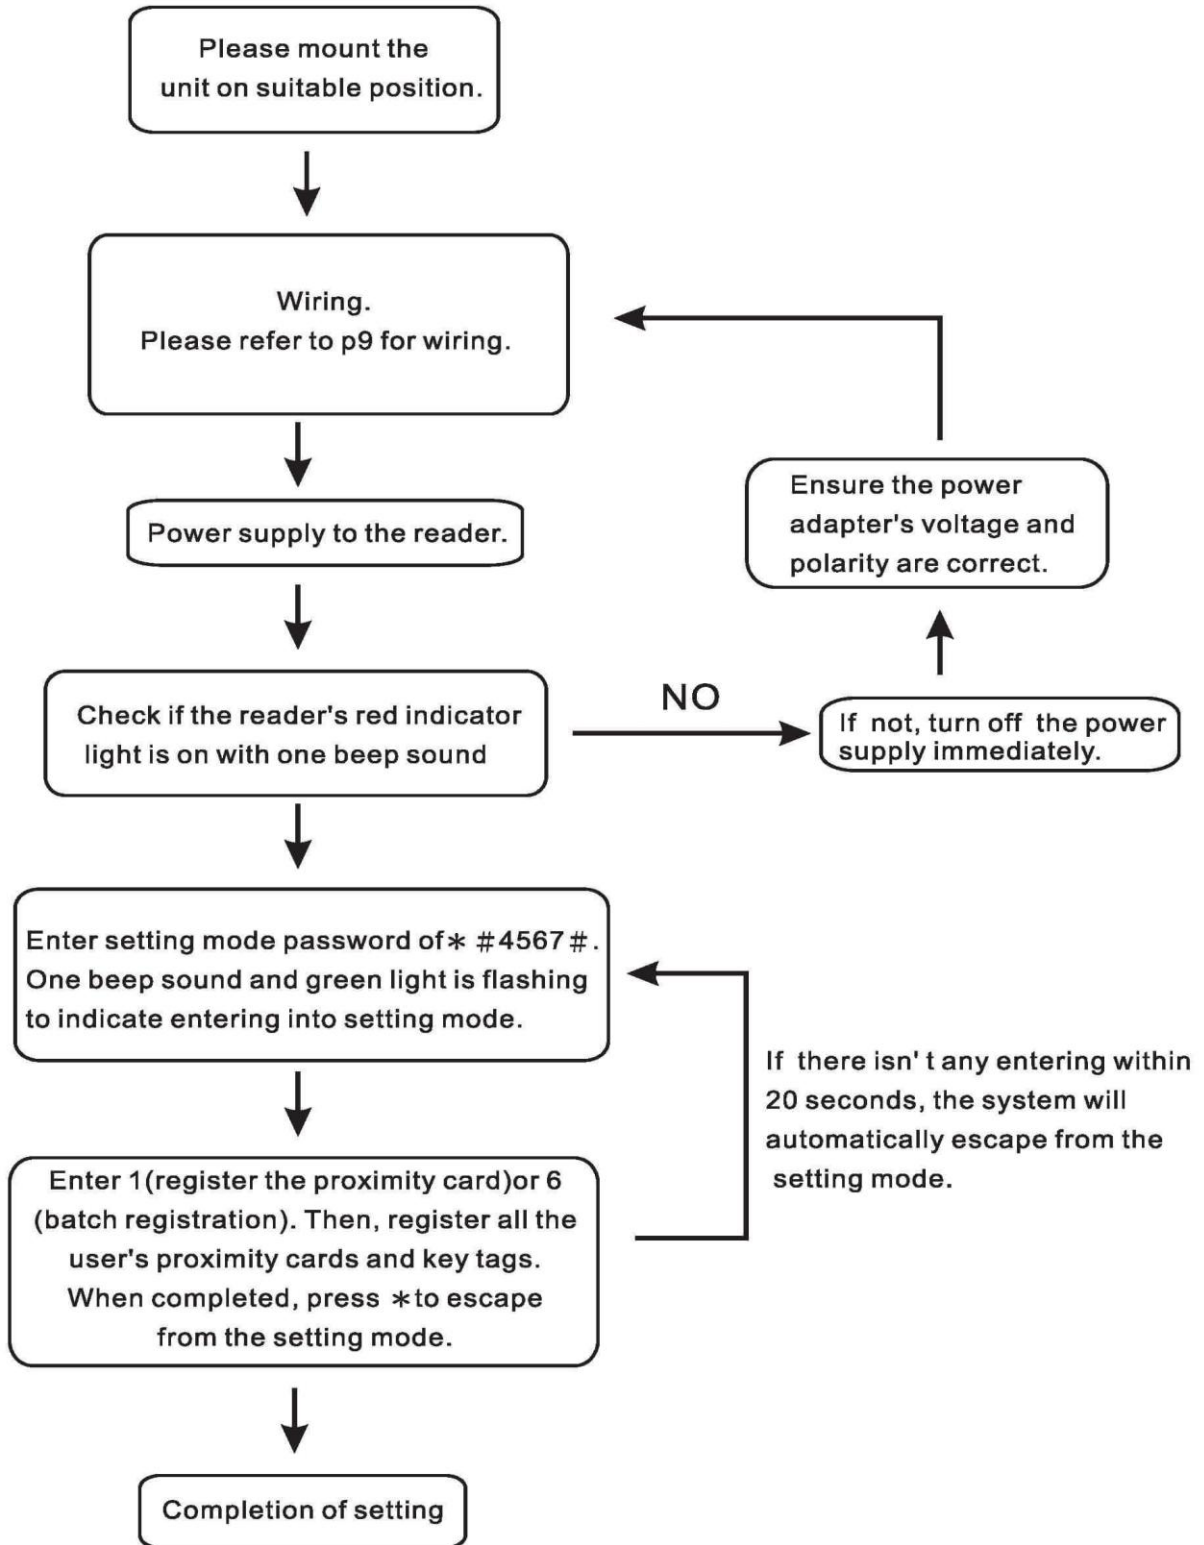 Please mount the
unit on suitable position.
Wiring.
Please refer to p9 for wiring.
Power supply to the reader.
Ensure the power
adapter's voltage and
polarity are correct.
Check if the reader's red indicator
light is on with one beep sound
NO
If not, turn off the power
supply immediately.
Enter setting mode password of * #4567#.
One beep sound and green light is flashing
to indicate entering into setting mode.
If there isn't any entering within
20 seconds, the system will
automatically escape from the
setting mode.
Enter 1(register the proximity card)or 6
(batch registration). Then, register all the
user's proximity cards and key tags.
When completed, press * to escape
from the setting mode.
Completion of setting